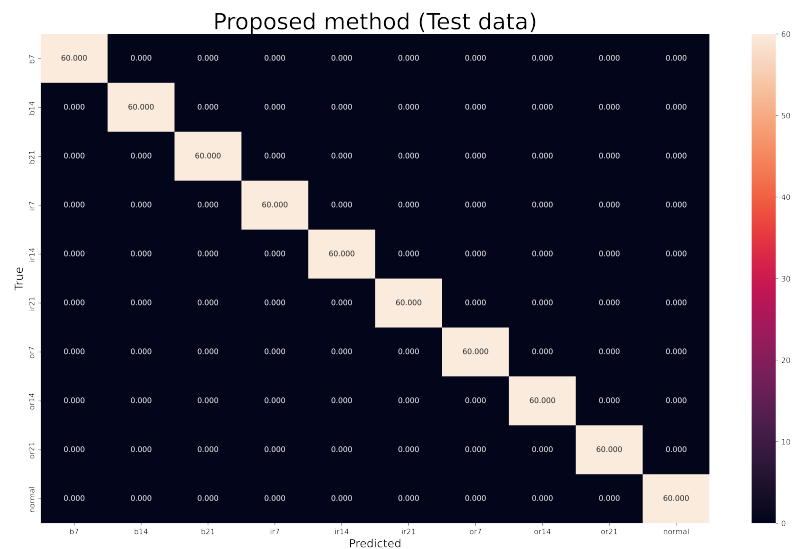 Proposed method (Test data)
b7 60.000 0.000 0.000 0.000 0.000 0.000 0.000 0.000 0.000 0.000
b14 0.000 60.000 0.000 0.000 0.000 0.000 0.000 0.000 0.000 0.000
b21 0.000 0.000 60.000 0.000 0.000 0.000 0.000 0.000 0.000 0.000
ir7 0.000 0.000 0.000 60.000 0.000 0.000 0.000 0.000 0.000 0.000
ir14 0.000 0.000 0.000 0.000 60.000 0.000 0.000 0.000 0.000 0.000
ir21 0.000 0.000 0.000 0.000 0.000 60.000 0.000 0.000 0.000 0.000
or7 0.000 0.000 0.000 0.000 0.000 0.000 60.000 0.000 0.000 0.000
or14 0.000 0.000 0.000 0.000 0.000 0.000 0.000 60.000 0.000 0.000
or21 0.000 0.000 0.000 0.000 0.000 0.000 0.000 0.000 60.000 0.000
normal 0.000 0.000 0.000 0.000 0.000 0.000 0.000 0.000 0.000 60.000
True
b7 b14 b21 ir7 ir14 ir21 or7 or14 or21 normal
Predicted
60
50
40
30
20
10
0